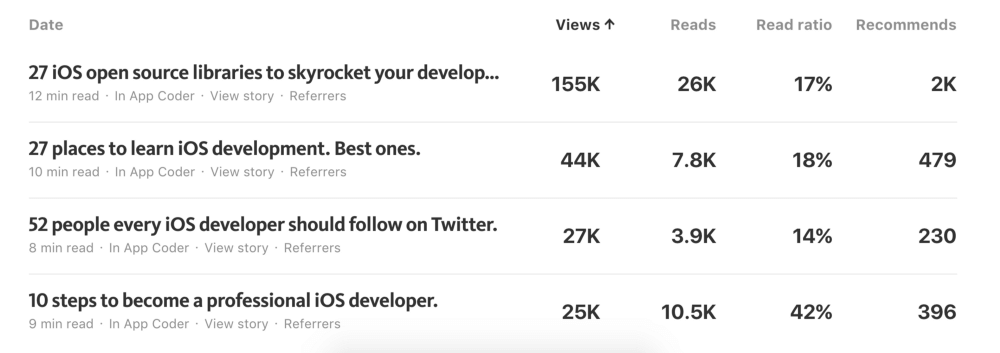 Date Views ↑ Reads Read ratio Recommends
27 iOS open source libraries to skyrocket your develop... 155K 26K 17% 2K
12 min read · In App Coder · View story · Referrers
27 places to learn iOS development. Best ones. 44K 7.8K 18% 479
10 min read · In App Coder · View story · Referrers
52 people every iOS developer should follow on Twitter. 27K 3.9K 14% 230
8 min read · In App Coder · View story · Referrers
10 steps to become a professional iOS developer. 25K 10.5K 42% 396
9 min read · In App Coder · View story · Referrers